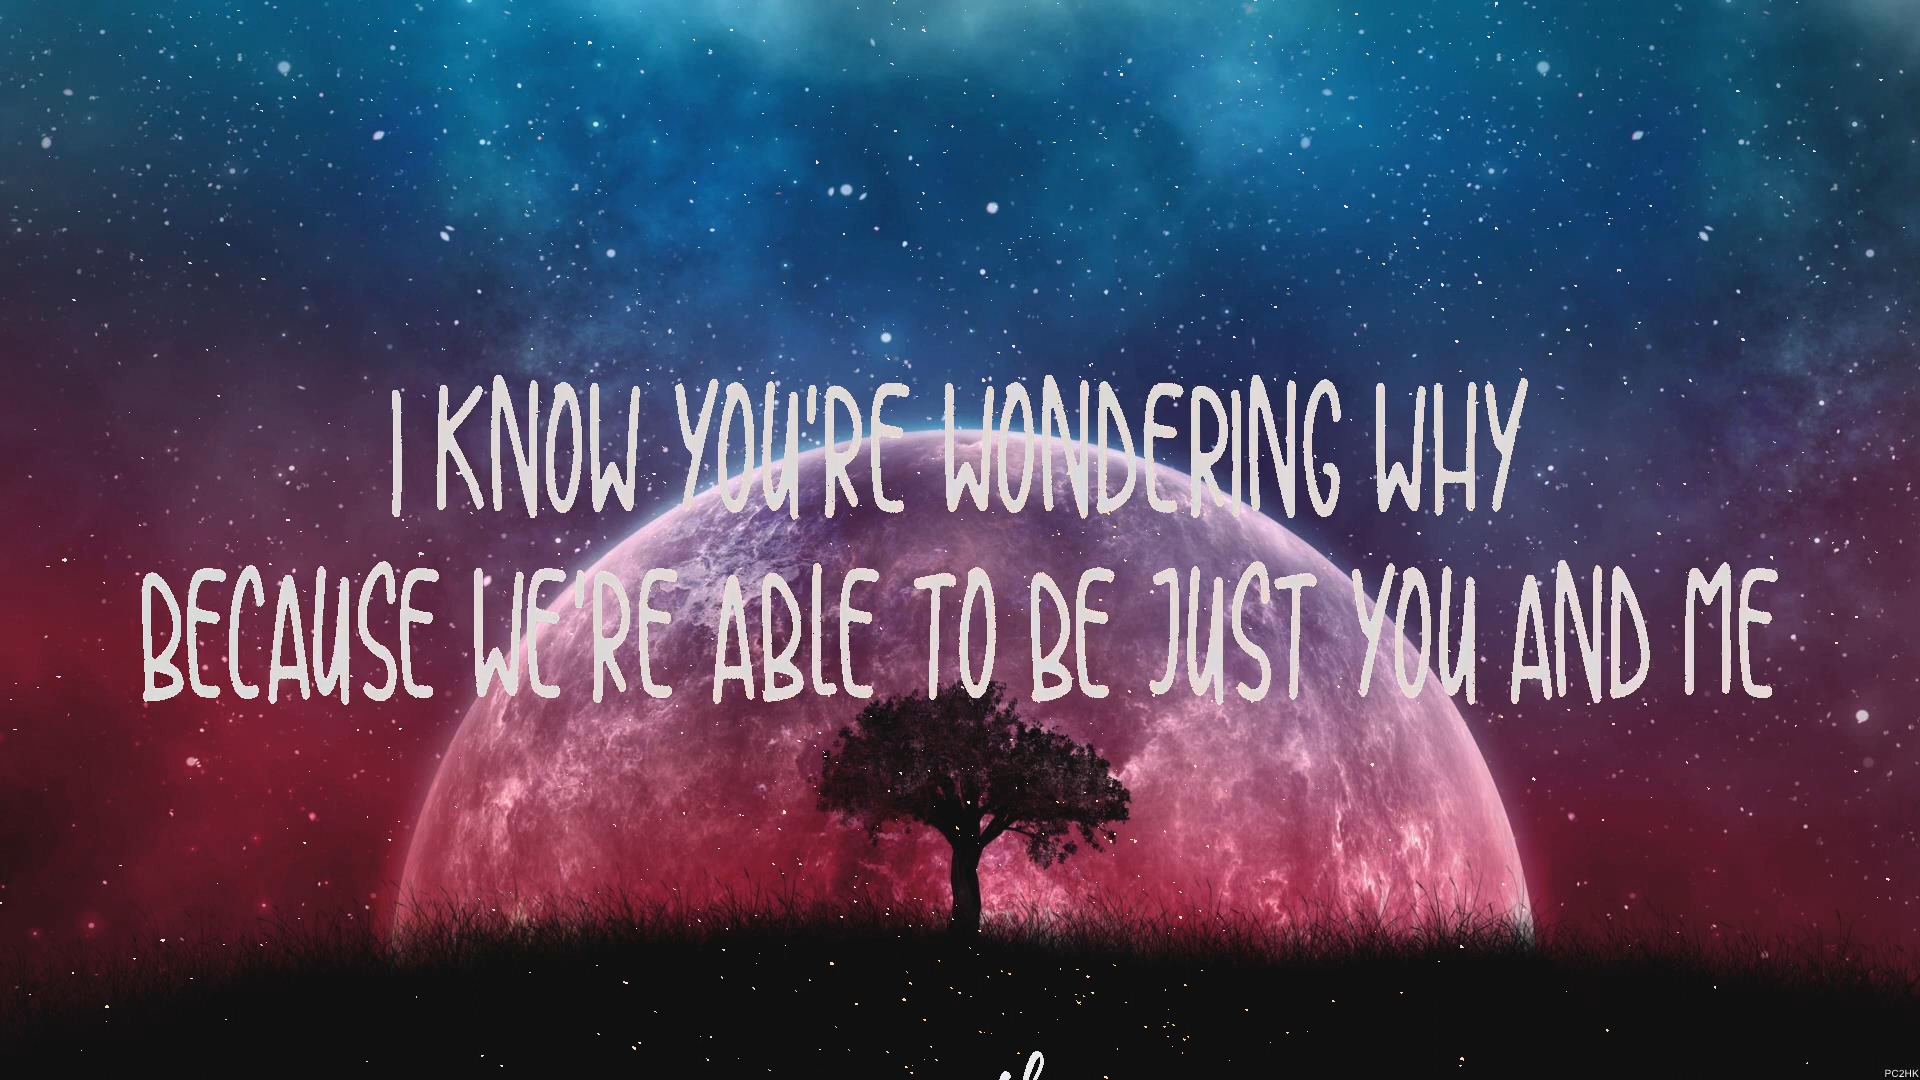 I KNOW YOU'RE WONDERING WHY
BECAUSE WE'RE ABLE TO BE JUST YOU AND ME
PC2HK